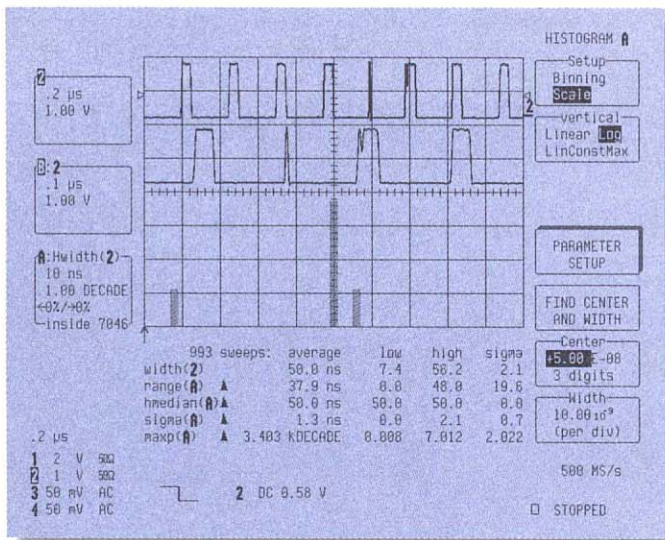 HISTOGRAM A
Setup
Binning
Scale
Vertical
Linear Log
LinConstMax
PARAMETER
SETUP
FIND CENTER
AND WIDTH
Center
+5.00 E-08
3 digits
Width
10.00 10⁻⁹
(per div)
500 MS/s
STOPPED
2
.2 µs
1.00 V
B:2
.1 µs
1.00 V
A:Hwidth(2)
10 ns
1.00 DECADE
←0%/→0%
inside 7046
2
993 sweeps: average low high sigma
width(2) 50.0 ns 7.4 56.2 2.1
range(A) 37.9 ns 0.0 48.0 19.6
hmedian(A) 50.0 ns 50.0 50.0 0.0
sigma(A) 1.3 ns 0.0 2.1 0.7
maxp(A) 3.403 kDECADE 0.008 7.012 2.022
.2 µs
1 2 V 50Ω
2 1 V 50Ω
3 50 mV AC
4 50 mV AC
2 DC 0.58 V